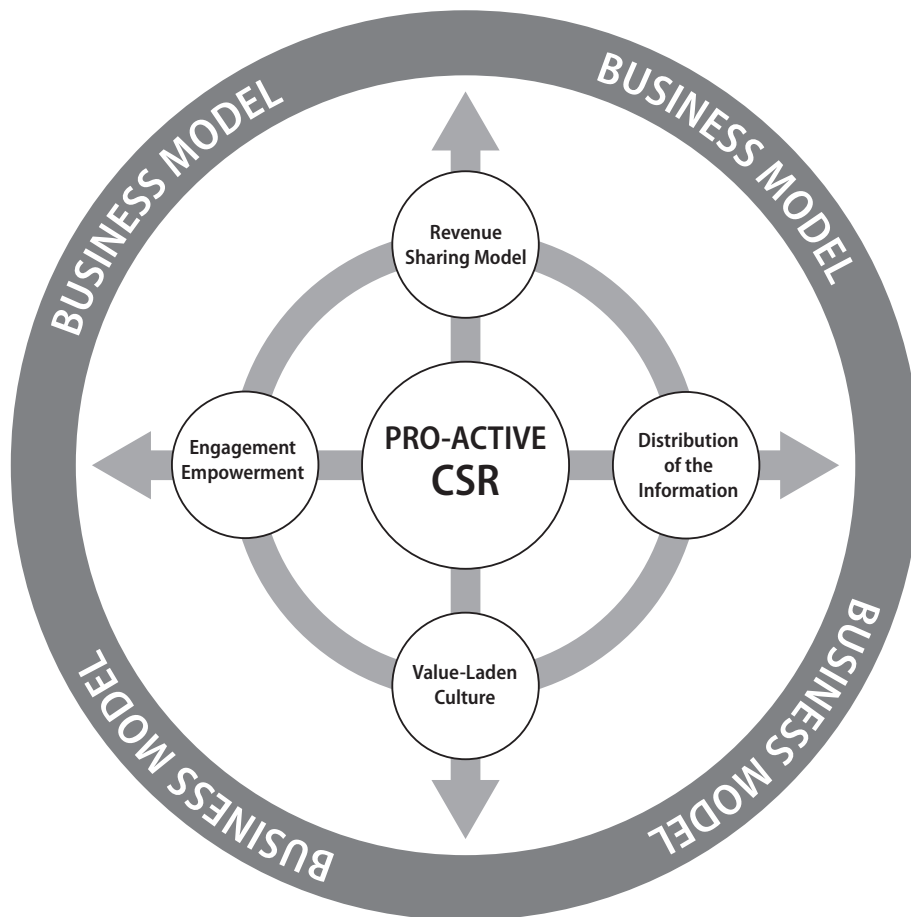 BUSINESS MODEL
BUSINESS MODEL
Revenue
Sharing Model
Engagement
Empowerment
PRO-ACTIVE
CSR
Distribution
of the
Information
Value-Laden
Culture
BUSINESS MODEL
BUSINESS MODEL